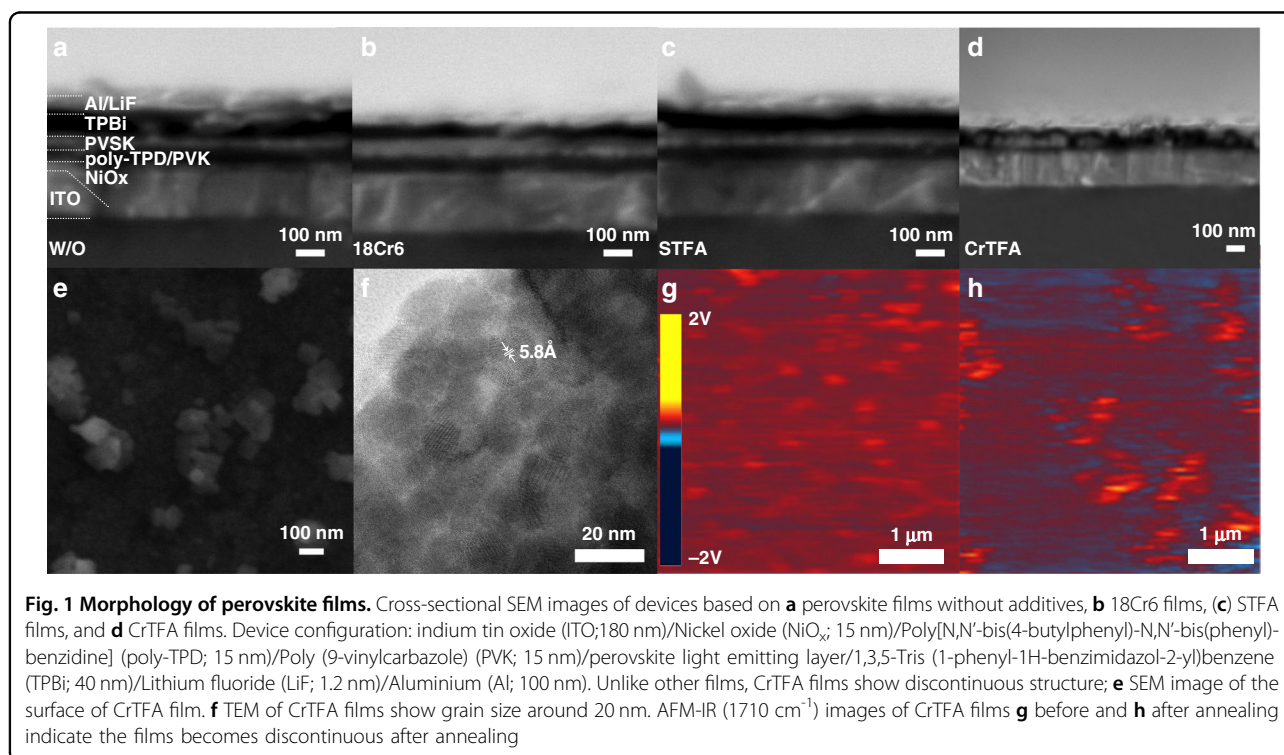 a
b
c
d
Al/LiF
TPBi
PVSK
poly-TPD/PVK
NiOx
ITO
100 nm
100 nm
100 nm
100 nm
W/O
18Cr6
STFA
CrTFA
e
f
g
h
2V
5.8Å
100 nm
20 nm
1 μm
1 μm
–2V
Fig. 1 Morphology of perovskite films. Cross-sectional SEM images of devices based on a perovskite films without additives, b 18Cr6 films, (c) STFA
films, and d CrTFA films. Device configuration: indium tin oxide (ITO;180 nm)/Nickel oxide (NiOx; 15 nm)/Poly[N,N′-bis(4-butylphenyl)-N,N′-bis(phenyl)-
benzidine] (poly-TPD; 15 nm)/Poly (9-vinylcarbazole) (PVK; 15 nm)/perovskite light emitting layer/1,3,5-Tris (1-phenyl-1H-benzimidazol-2-yl)benzene
(TPBi; 40 nm)/Lithium fluoride (LiF; 1.2 nm)/Aluminium (Al; 100 nm). Unlike other films, CrTFA films show discontinuous structure; e SEM image of the
surface of CrTFA film. f TEM of CrTFA films show grain size around 20 nm. AFM-IR (1710 cm⁻¹) images of CrTFA films g before and h after annealing
indicate the films becomes discontinuous after annealing